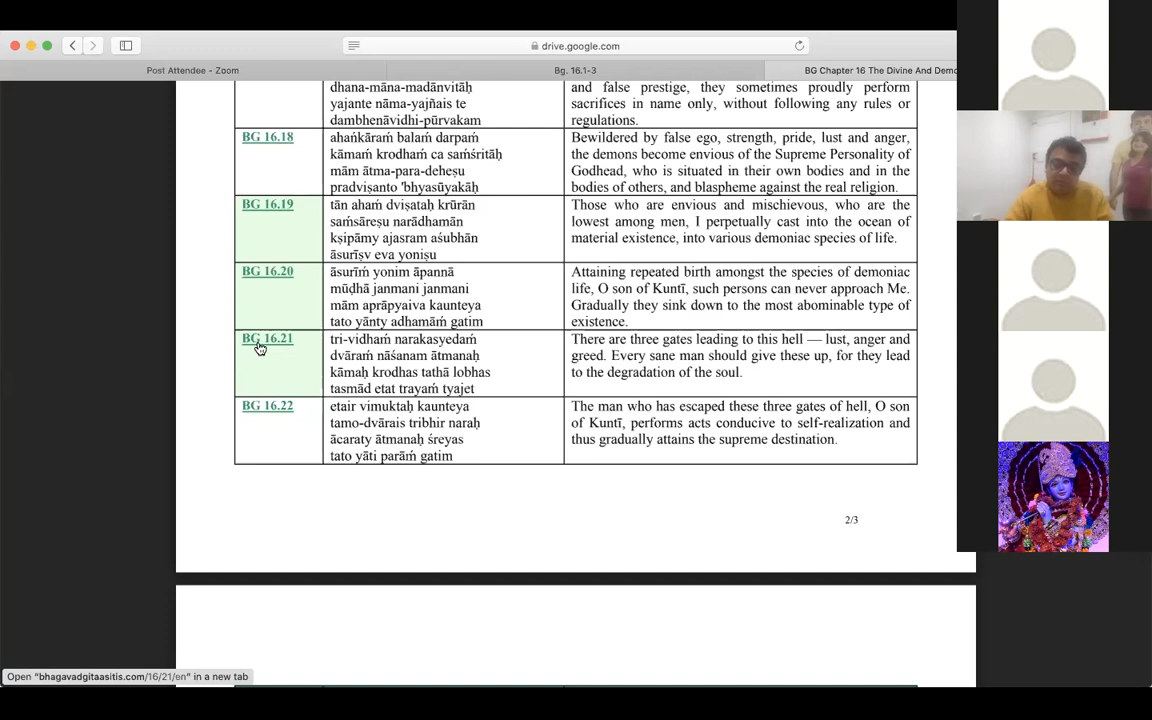 drive.google.com
Post Attendee - Zoom
Bg. 16.1-3
BG Chapter 16 The Divine And Demo
dhana-māna-madānvitāḥ
yajante nāma-yajñais te
dambhenāvidhi-pūrvakam
and false prestige, they sometimes proudly perform
sacrifices in name only, without following any rules or
regulations.
BG 16.18
ahaṅkāraṁ balaṁ darpaṁ
kāmaṁ krodhaṁ ca saṁśritāḥ
mām ātma-para-deheṣu
pradviṣanto 'bhyasūyakāḥ
Bewildered by false ego, strength, pride, lust and anger,
the demons become envious of the Supreme Personality of
Godhead, who is situated in their own bodies and in the
bodies of others, and blaspheme against the real religion.
BG 16.19
tān ahaṁ dviṣataḥ krūrān
saṁsāreṣu narādhamān
kṣipāmy ajasram aśubhān
āsurīṣv eva yoniṣu
Those who are envious and mischievous, who are the
lowest among men, I perpetually cast into the ocean of
material existence, into various demoniac species of life.
BG 16.20
āsurīṁ yonim āpannā
mūḍhā janmani janmani
mām aprāpyaiva kaunteya
tato yānty adhamāṁ gatim
Attaining repeated birth amongst the species of demoniac
life, O son of Kuntī, such persons can never approach Me.
Gradually they sink down to the most abominable type of
existence.
BG 16.21
tri-vidhaṁ narakasyedaṁ
dvāraṁ nāśanam ātmanaḥ
kāmaḥ krodhas tathā lobhas
tasmād etat trayaṁ tyajet
There are three gates leading to this hell — lust, anger and
greed. Every sane man should give these up, for they lead
to the degradation of the soul.
BG 16.22
etair vimuktaḥ kaunteya
tamo-dvārais tribhir naraḥ
ācaraty ātmanaḥ śreyas
tato yāti parāṁ gatim
The man who has escaped these three gates of hell, O son
of Kuntī, performs acts conducive to self-realization and
thus gradually attains the supreme destination.
2/3
Open "bhagavadgitaasitis.com/16/21/en" in a new tab